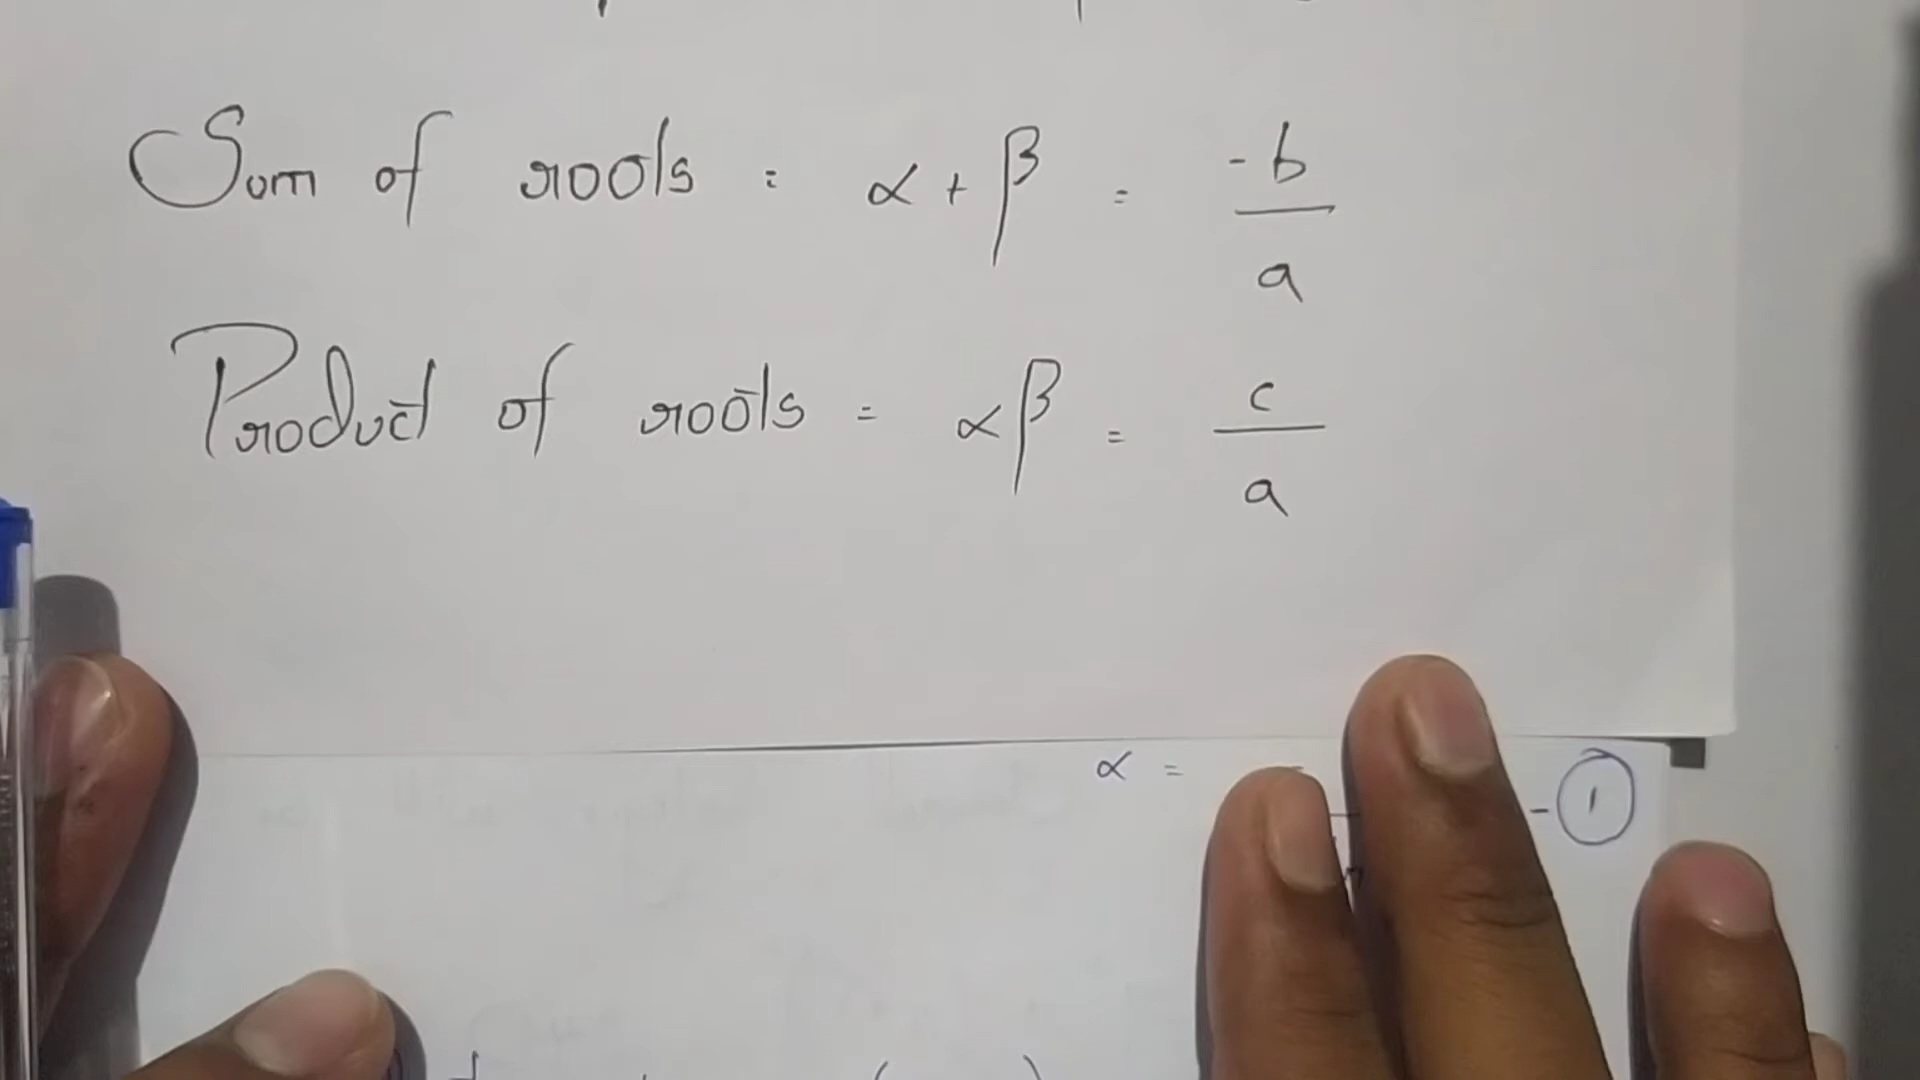 Sum of roots = α + β = -b/a
Product of roots = αβ = c/a
α = - ①